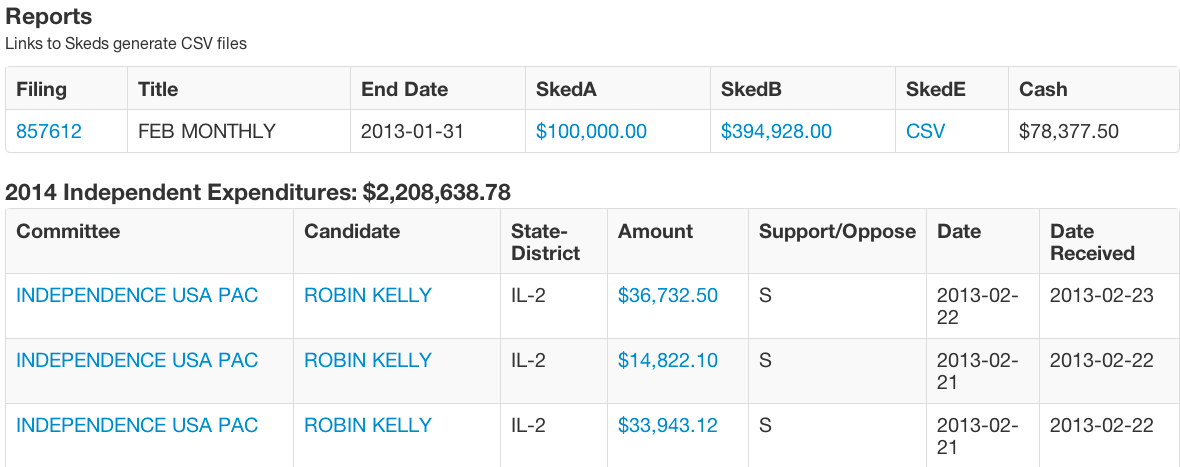 Reports
Links to Skeds generate CSV files
Filing Title End Date SkedA SkedB SkedE Cash
857612 FEB MONTHLY 2013-01-31 $100,000.00 $394,928.00 CSV $78,377.50
2014 Independent Expenditures: $2,208,638.78
Committee Candidate State- Amount Support/Oppose Date Date
District Received
INDEPENDENCE USA PAC ROBIN KELLY IL-2 $36,732.50 S 2013-02- 2013-02-23
22
INDEPENDENCE USA PAC ROBIN KELLY IL-2 $14,822.10 S 2013-02- 2013-02-22
21
INDEPENDENCE USA PAC ROBIN KELLY IL-2 $33,943.12 S 2013-02- 2013-02-22
21